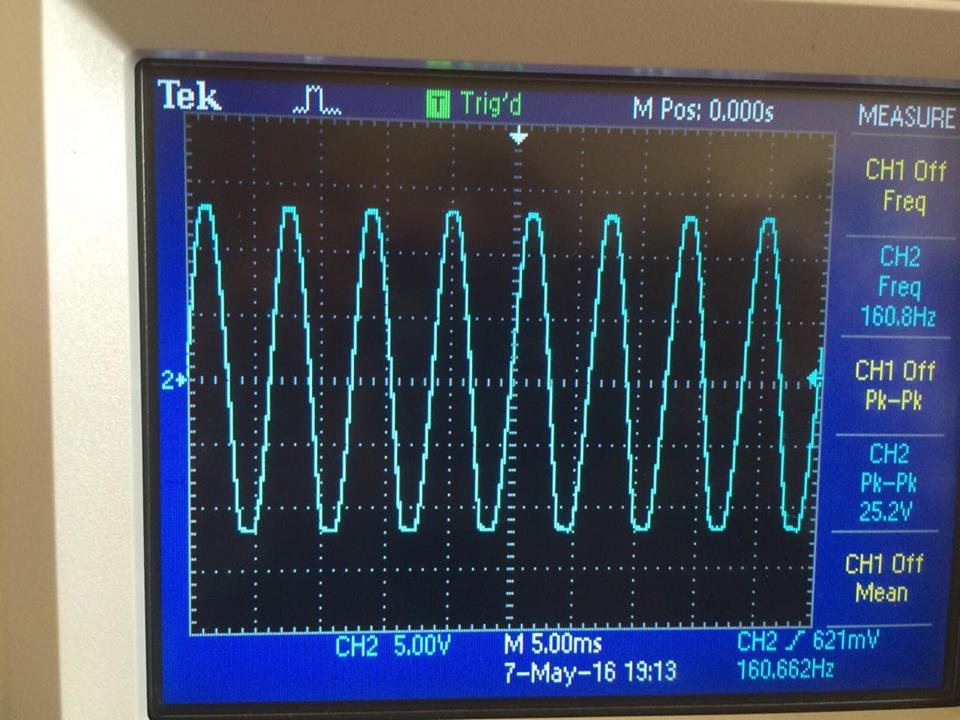 Tek T Trig'd M Pos: 0.000s MEASURE
CH1 Off
Freq
CH2
Freq
160.8Hz
CH1 Off
Pk-Pk
CH2
Pk-Pk
25.2V
CH1 Off
Mean
2
CH2 5.00V M 5.00ms CH2 621mV
7-May-16 19:13 160.662Hz